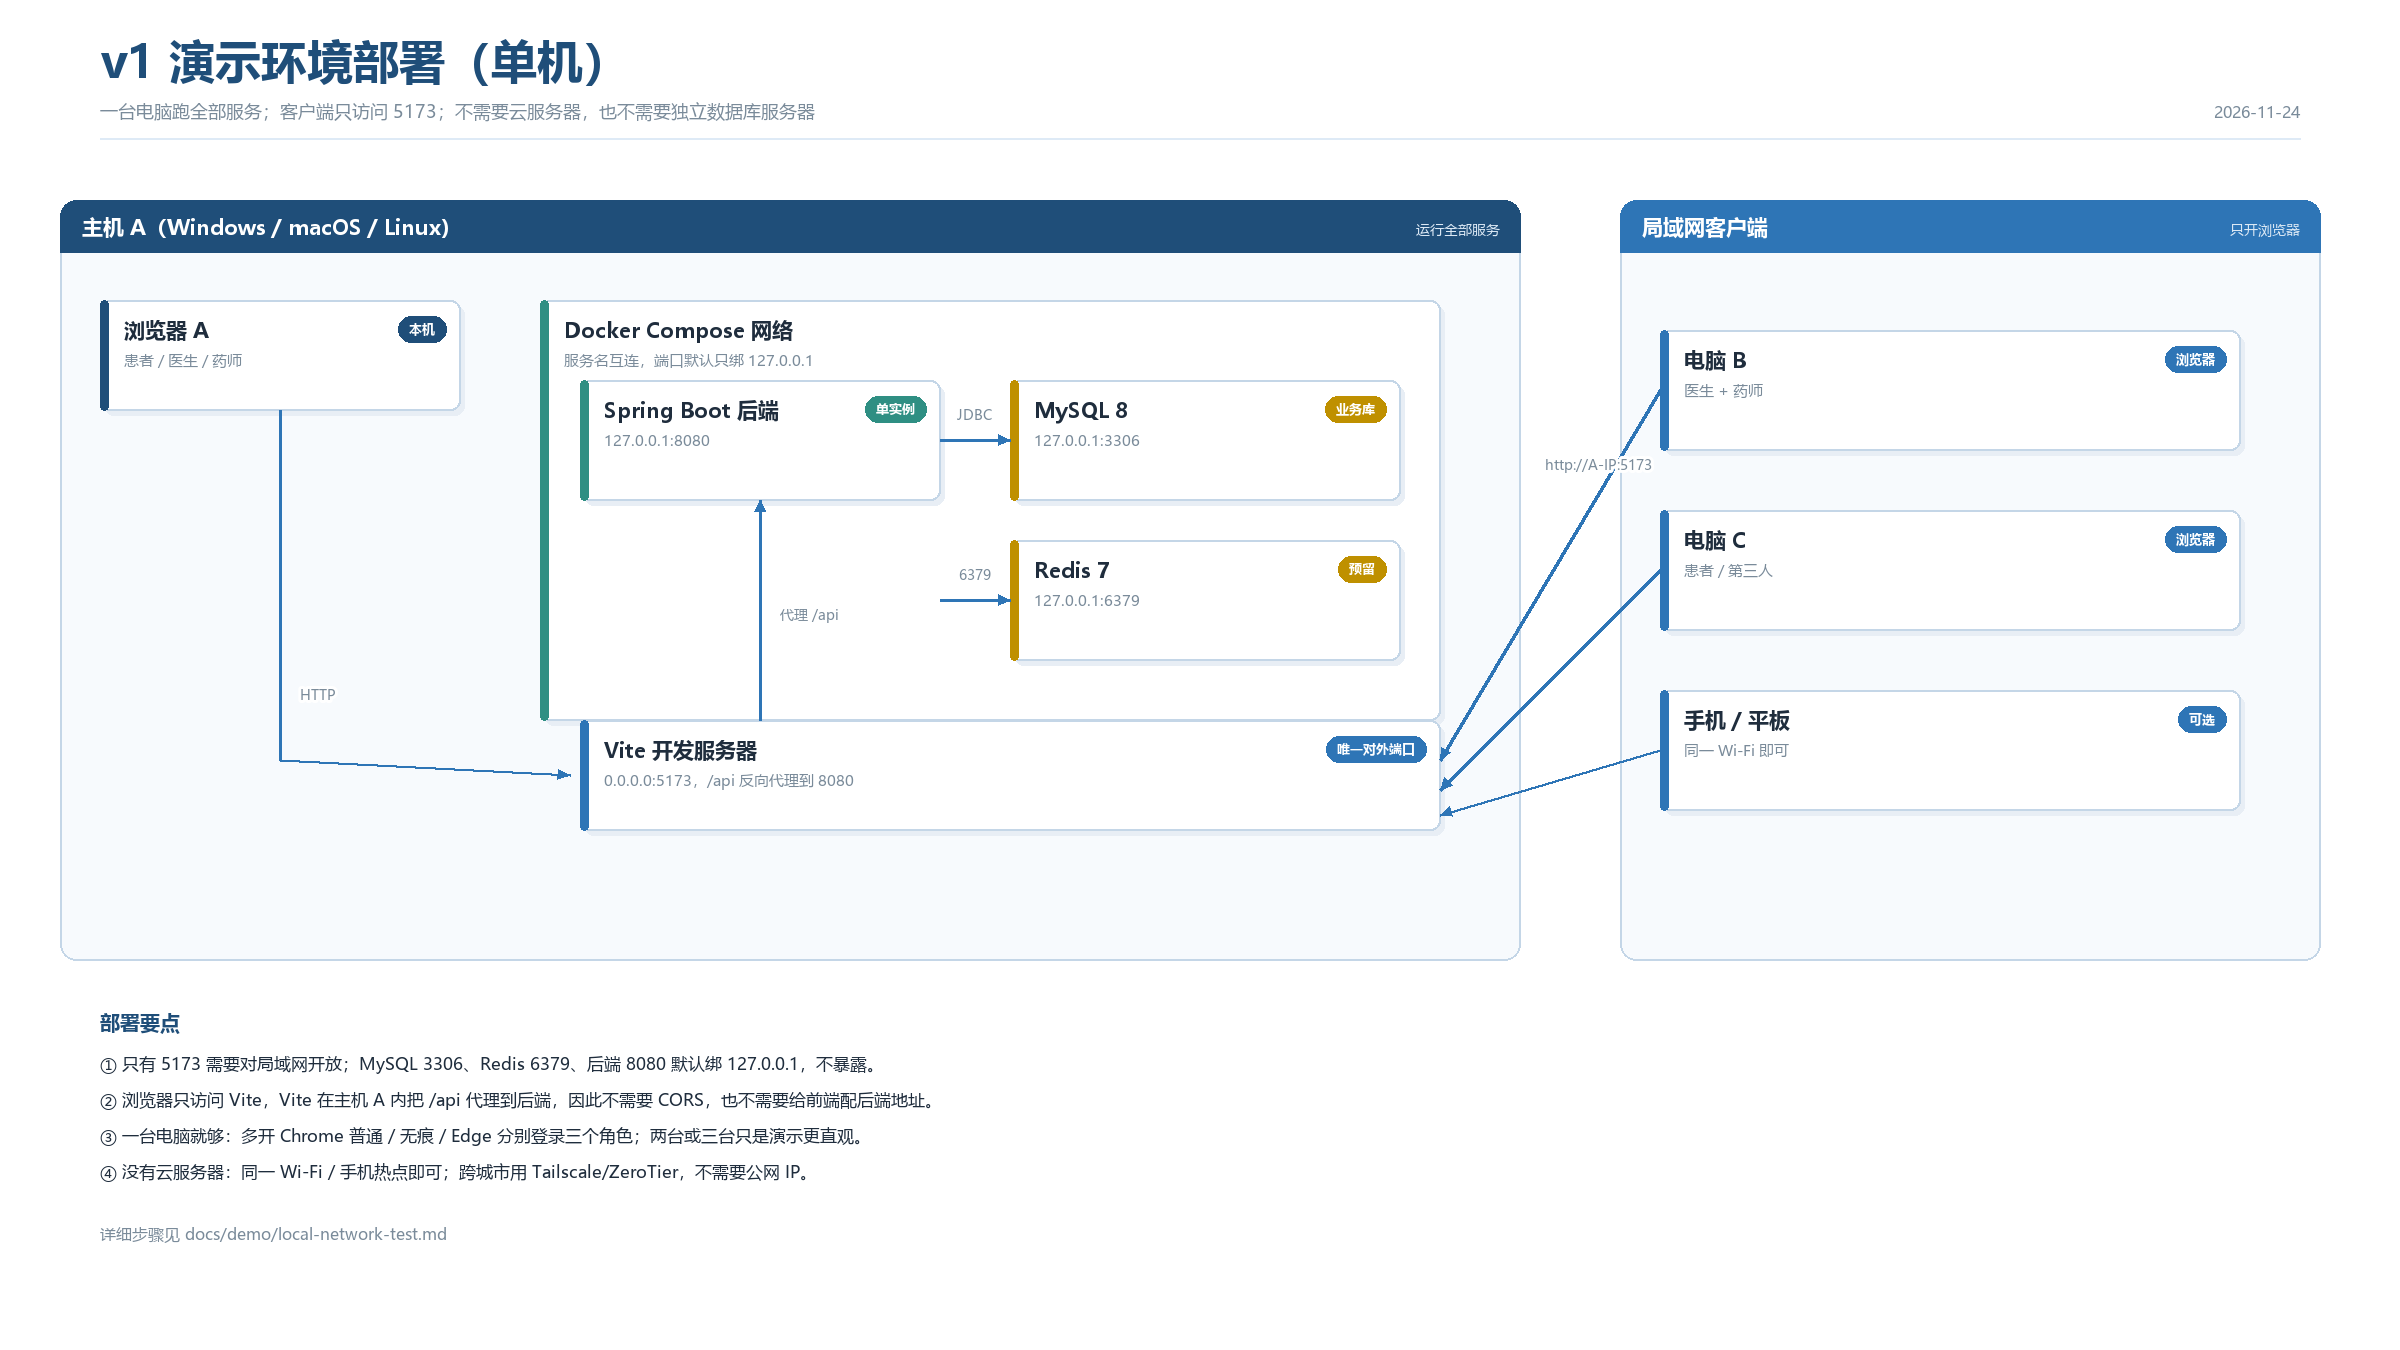 v1 演示环境部署（单机）
一台电脑跑全部服务；客户端只访问 5173；不需要云服务器，也不需要独立数据库服务器
2026-11-24
主机 A（Windows / macOS / Linux）
运行全部服务
浏览器 A
本机
患者 / 医生 / 药师
Docker Compose 网络
服务名互连，端口默认只绑 127.0.0.1
Spring Boot 后端
单实例
127.0.0.1:8080
JDBC
MySQL 8
业务库
127.0.0.1:3306
6379
Redis 7
预留
127.0.0.1:6379
代理 /api
HTTP
Vite 开发服务器
唯一对外端口
0.0.0.0:5173，/api 反向代理到 8080
http://A-IP:5173
局域网客户端
只开浏览器
电脑 B
浏览器
医生 + 药师
电脑 C
浏览器
患者 / 第三人
手机 / 平板
可选
同一 Wi-Fi 即可
部署要点
① 只有 5173 需要对局域网开放；MySQL 3306、Redis 6379、后端 8080 默认绑 127.0.0.1，不暴露。
② 浏览器只访问 Vite，Vite 在主机 A 内把 /api 代理到后端，因此不需要 CORS，也不需要给前端配后端地址。
③ 一台电脑就够：多开 Chrome 普通 / 无痕 / Edge 分别登录三个角色；两台或三台只是演示更直观。
④ 没有云服务器：同一 Wi-Fi / 手机热点即可；跨城市用 Tailscale/ZeroTier，不需要公网 IP。
详细步骤见 docs/demo/local-network-test.md